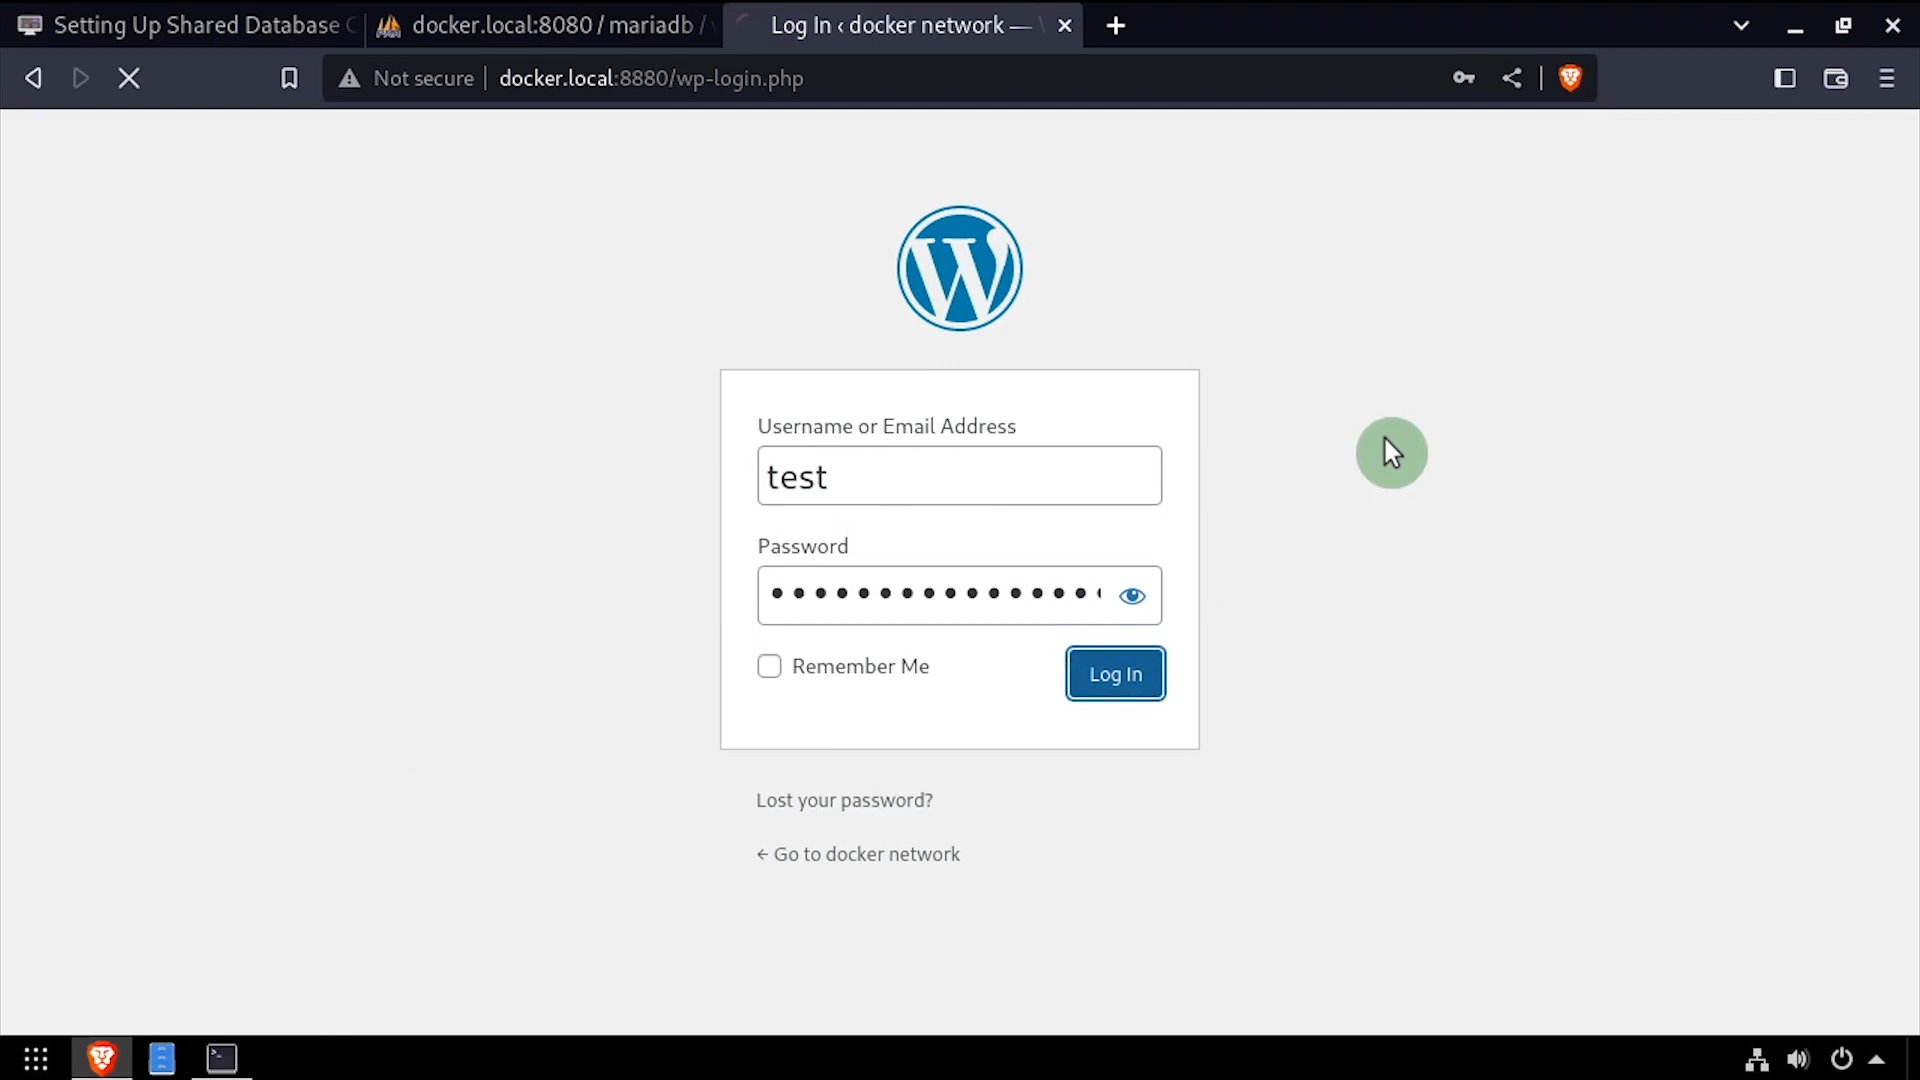 Setting Up Shared Database
docker.local:8080 / mariadb /
Log In ‹ docker network —
Not secure
docker.local:8880/wp-login.php
Username or Email Address
test
Password
Remember Me
Log In
Lost your password?
← Go to docker network